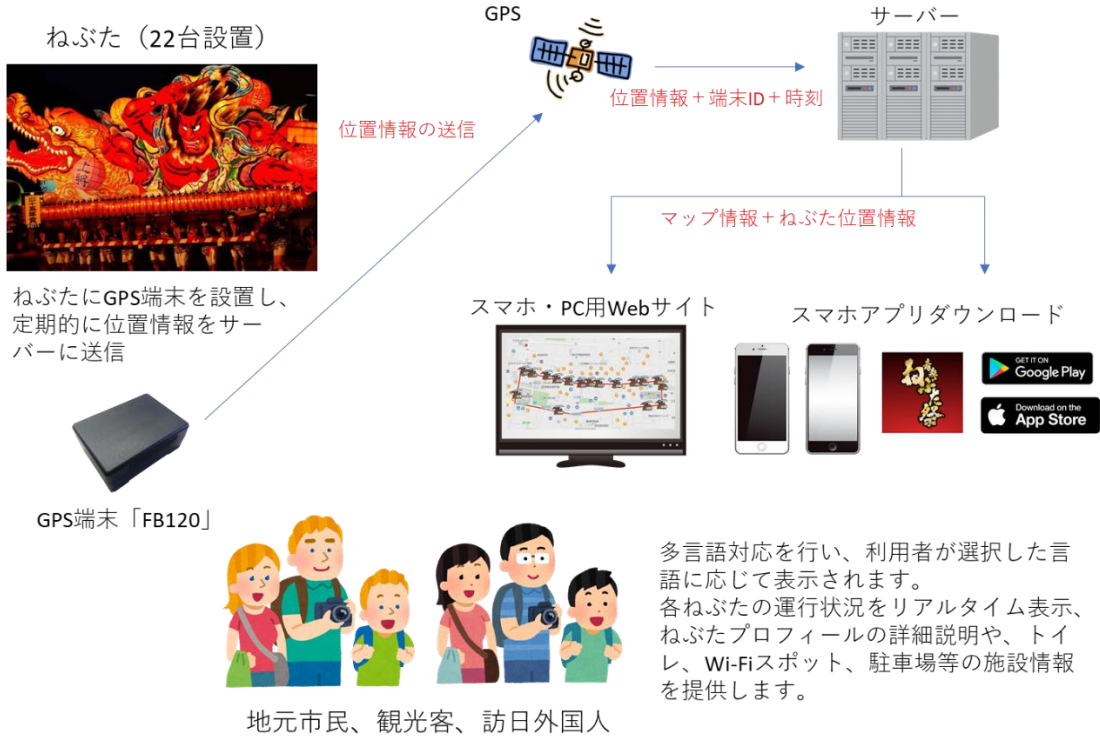 GPS
サーバー
ねぶた（22台設置）
位置情報＋端末ID＋時刻
位置情報の送信
上将
マップ情報＋ねぶた位置情報
ねぶたにGPS端末を設置し、
定期的に位置情報をサー
バーに送信
スマホ・PC用Webサイト
スマホアプリダウンロード
GET IT ON
Google Play
Download on the
App Store
GPS端末「FB120」
多言語対応を行い、利用者が選択した言
語に応じて表示されます。
各ねぶたの運行状況をリアルタイム表示、
ねぶたプロフィールの詳細説明や、トイ
レ、Wi-Fiスポット、駐車場等の施設情報
を提供します。
地元市民、観光客、訪日外国人